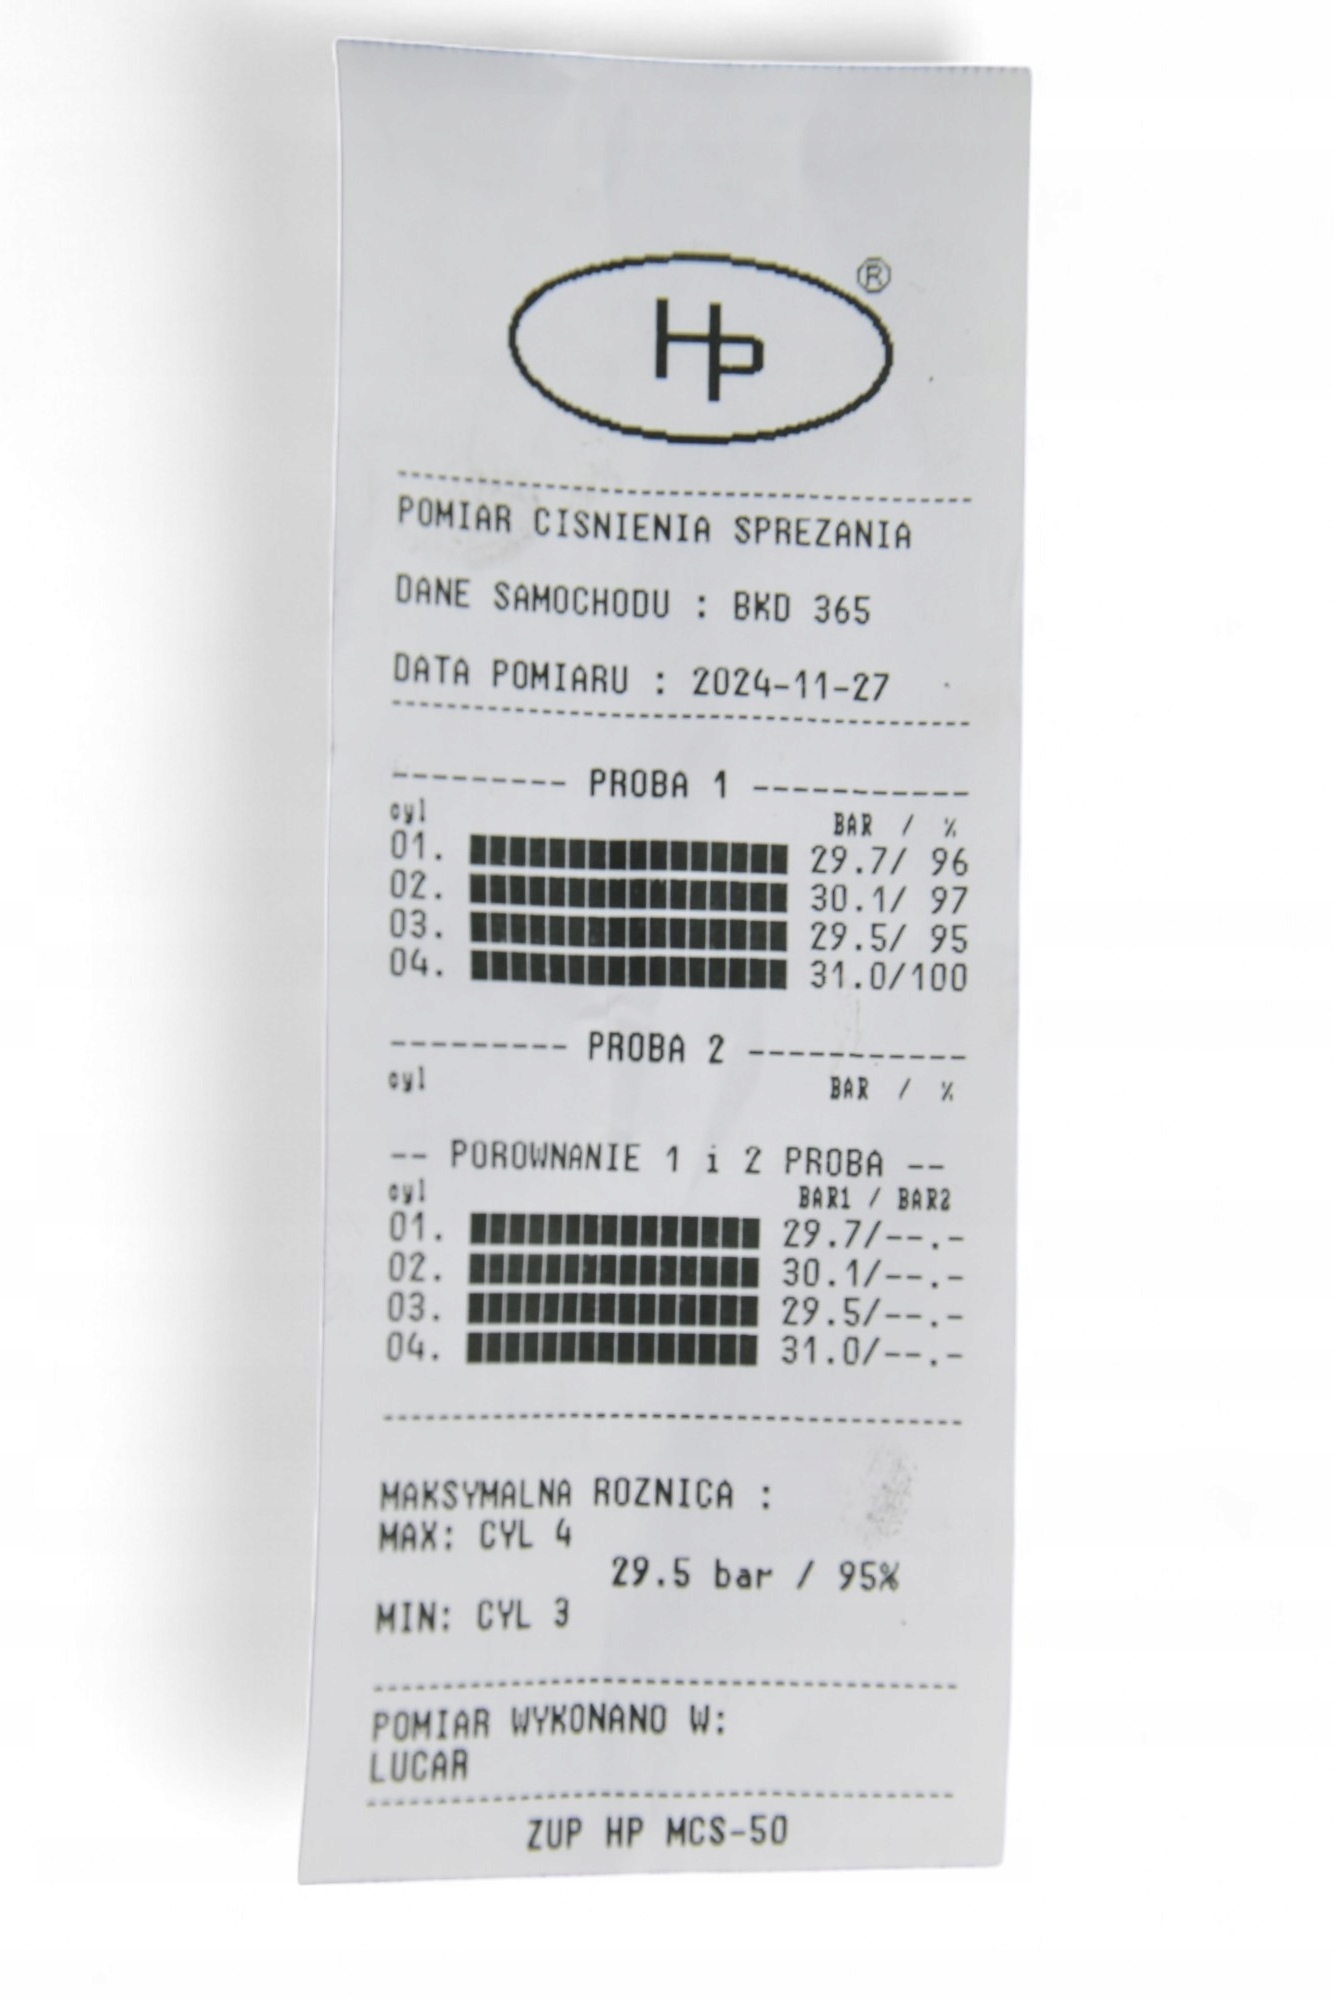 HP ®
POMIAR CISNIENIA SPREZANIA
DANE SAMOCHODU : BKD 365
DATA POMIARU : 2024-11-27
--------- PROBA 1 -----------
cyl BAR / %
01. 29.7/ 96
02. 30.1/ 97
03. 29.5/ 95
04. 31.0/100
--------- PROBA 2 -----------
cyl BAR / %
-- POROWNANIE 1 i 2 PROBA --
cyl BAR1 / BAR2
01. 29.7/--.-
02. 30.1/--.-
03. 29.5/--.-
04. 31.0/--.-
MAKSYMALNA ROZNICA :
MAX: CYL 4
29.5 bar / 95%
MIN: CYL 3
POMIAR WYKONANO W:
LUCAR
ZUP HP MCS-50